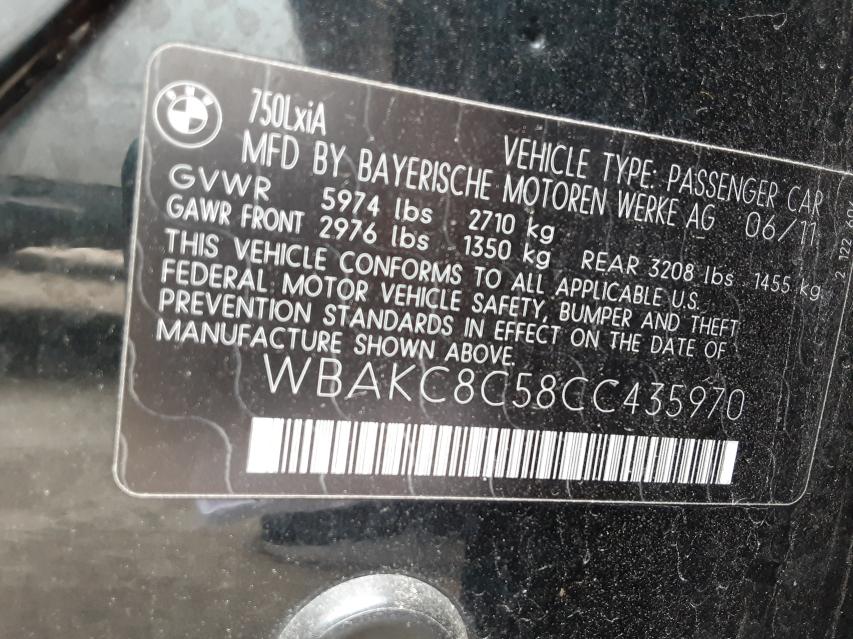 BMW
750LxiA
VEHICLE TYPE: PASSENGER CAR
MFD BY BAYERISCHE MOTOREN WERKE AG 06/11
GVWR 5974 lbs 2710 kg
GAWR FRONT 2976 lbs 1350 kg REAR 3208 lbs 1455 kg
THIS VEHICLE CONFORMS TO ALL APPLICABLE U.S.
FEDERAL MOTOR VEHICLE SAFETY, BUMPER AND THEFT
PREVENTION STANDARDS IN EFFECT ON THE DATE OF
MANUFACTURE SHOWN ABOVE.
WBAKC8C58CC435970